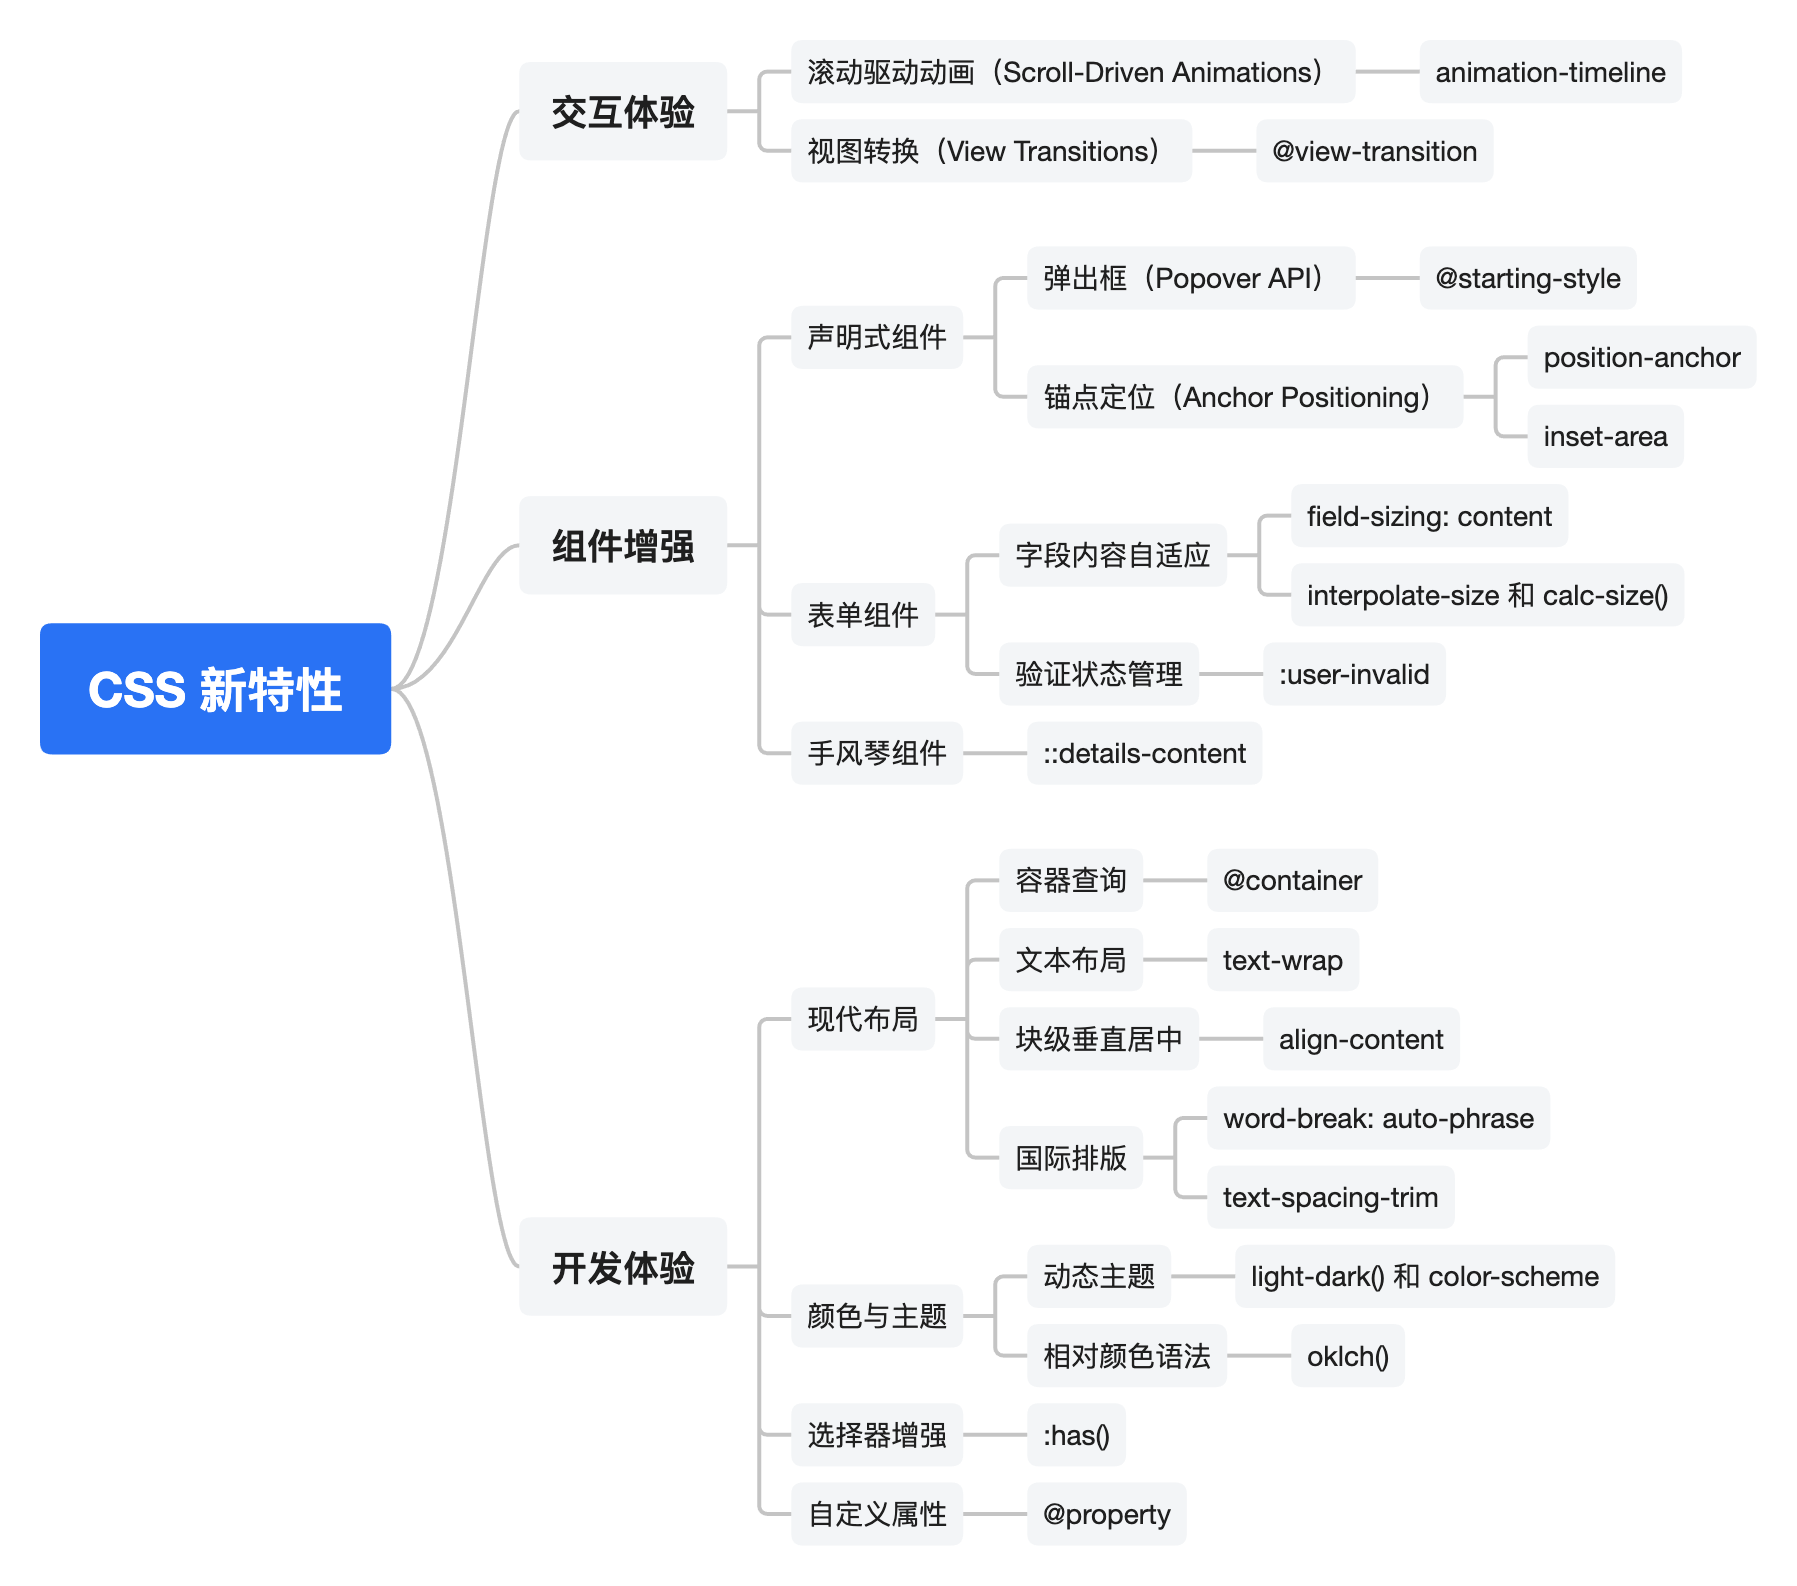 CSS 新特性
交互体验
滚动驱动动画（Scroll-Driven Animations）
animation-timeline
视图转换（View Transitions）
@view-transition
组件增强
声明式组件
弹出框（Popover API）
@starting-style
锚点定位（Anchor Positioning）
position-anchor
inset-area
表单组件
字段内容自适应
field-sizing: content
interpolate-size 和 calc-size()
验证状态管理
:user-invalid
手风琴组件
::details-content
开发体验
现代布局
容器查询
@container
文本布局
text-wrap
块级垂直居中
align-content
国际排版
word-break: auto-phrase
text-spacing-trim
颜色与主题
动态主题
light-dark() 和 color-scheme
相对颜色语法
oklch()
选择器增强
:has()
自定义属性
@property